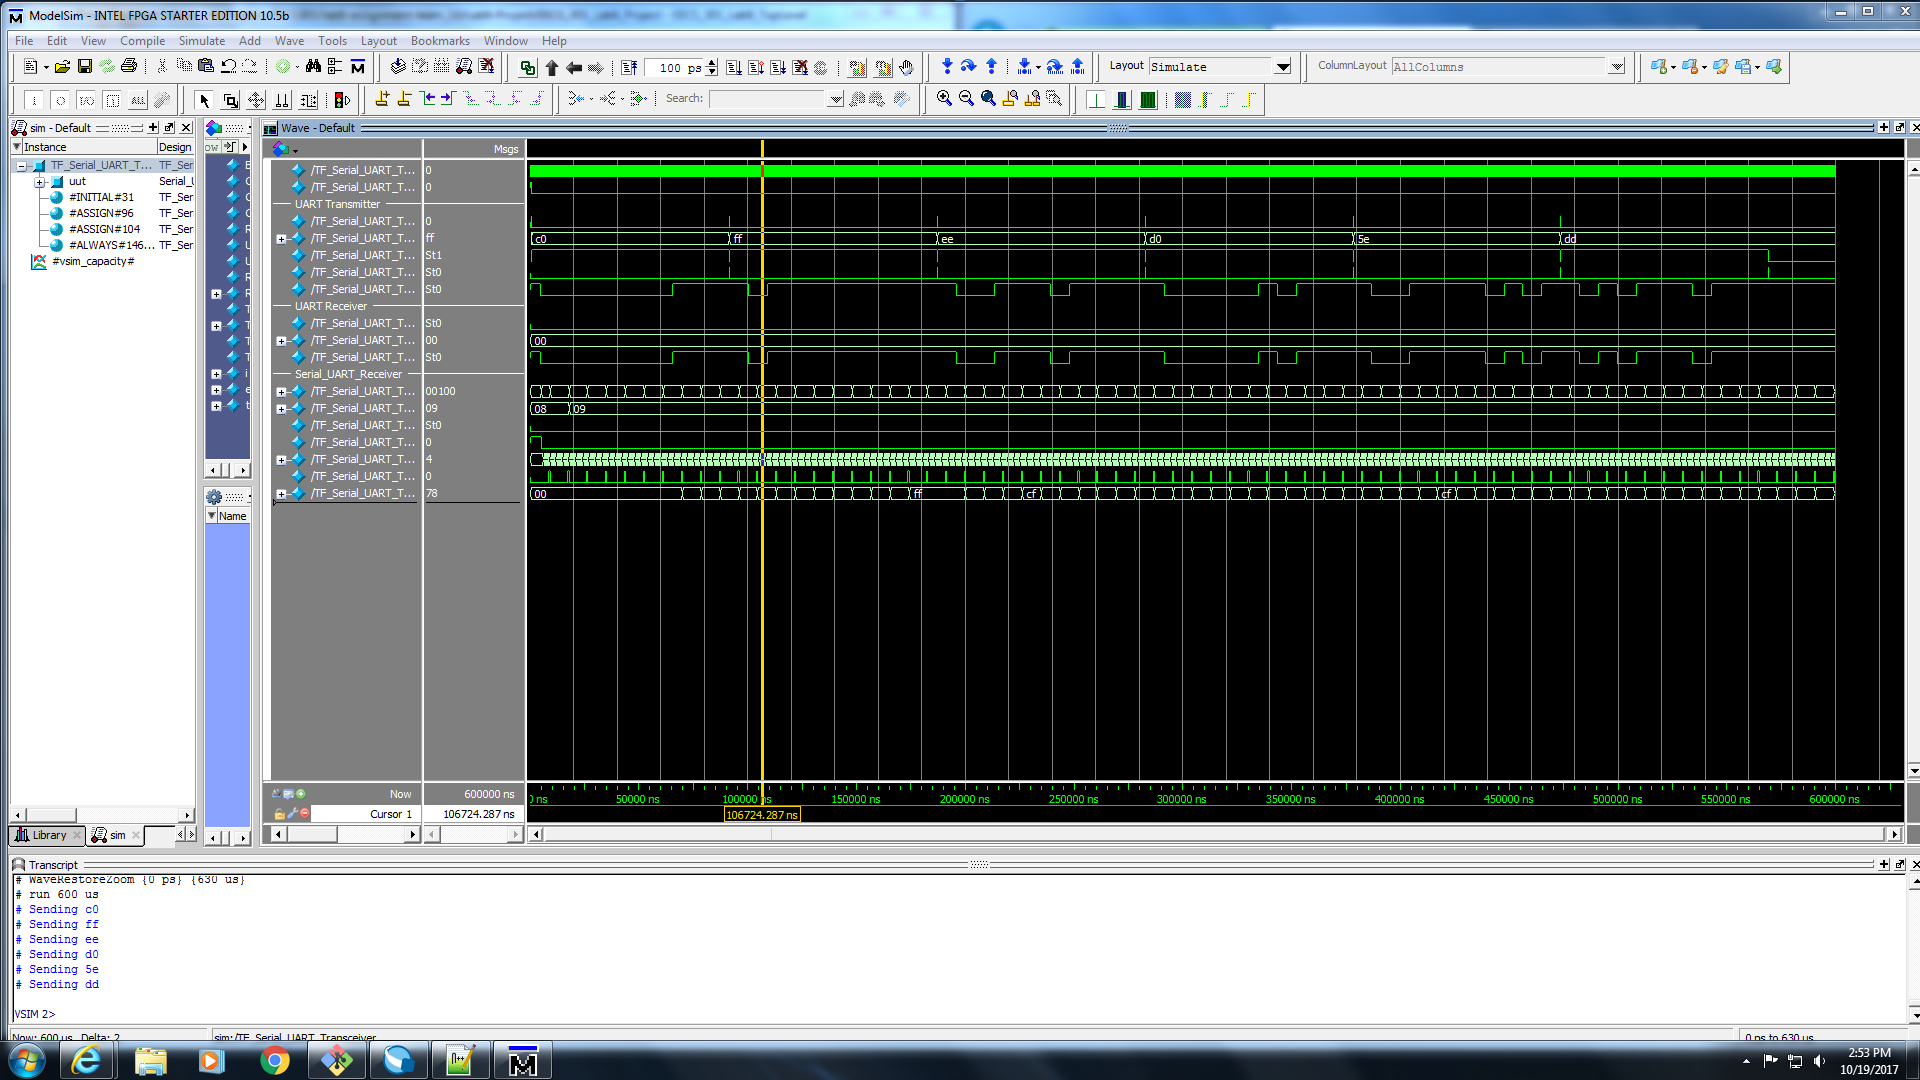 ModelSim - INTEL FPGA STARTER EDITION 10.5b
File Edit View Compile Simulate Add Wave Tools Layout Bookmarks Window Help
100 ps
Layout Simulate
ColumnLayout AllColumns
Search:
sim - Default
Instance Design
TF_Serial_UART_T... TF_Ser
uut Serial_U
#INITIAL#31 TF_Ser
#ASSIGN#96 TF_Ser
#ASSIGN#104 TF_Ser
#ALWAYS#146... TF_Ser
#vsim_capacity#
Library sim
Name
Wave - Default
Msgs
/TF_Serial_UART_T... 0
/TF_Serial_UART_T... 0
UART Transmitter
/TF_Serial_UART_T... 0
/TF_Serial_UART_T... ff c0 ff ee d0 5e dd
/TF_Serial_UART_T... St1
/TF_Serial_UART_T... St0
/TF_Serial_UART_T... St0
UART Receiver
/TF_Serial_UART_T... St0
/TF_Serial_UART_T... 00 00
/TF_Serial_UART_T... St0
Serial_UART_Receiver
/TF_Serial_UART_T... 00100
/TF_Serial_UART_T... 09 08 09
/TF_Serial_UART_T... St0
/TF_Serial_UART_T... 0
/TF_Serial_UART_T... 4
/TF_Serial_UART_T... 0
/TF_Serial_UART_T... 78 00 ff cf cf
Now 600000 ns
Cursor 1 106724.287 ns
ns 50000 ns 100000 ns 150000 ns 200000 ns 250000 ns 300000 ns 350000 ns 400000 ns 450000 ns 500000 ns 550000 ns 600000 ns
106724.287 ns
Transcript
# WaveRestoreZoom {0 ps} {630 us}
# run 600 us
# Sending c0
# Sending ff
# Sending ee
# Sending d0
# Sending 5e
# Sending dd
VSIM 2>
Now: 600 us Delta: 2 sim:/TF_Serial_UART_Transceiver 0 ps to 630 us
2:53 PM
10/19/2017